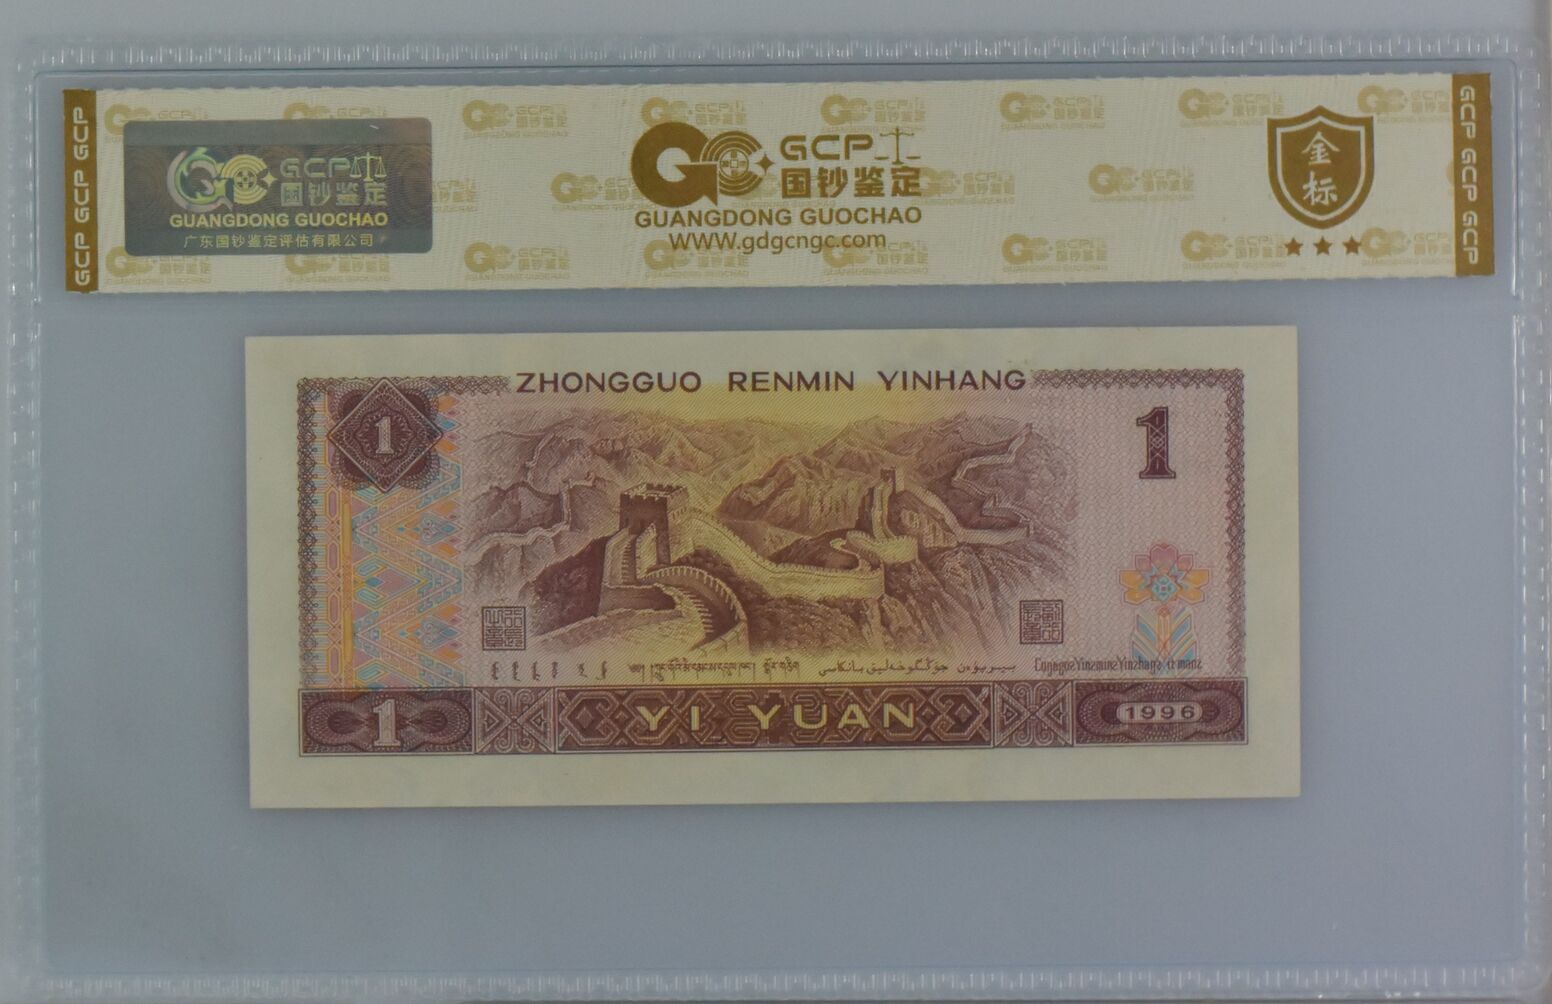 GCP GCP
GCP
国钞鉴定
GUANGDONG GUOCHAO
广东国钞鉴定评估有限公司
GCP
国钞鉴定
GUANGDONG GUOCHAO
WWW.gdgcngc.com
金
标
GCP GCP GCP
ZHONGGUO RENMIN YINHANG
1
1
1
YI YUAN
1996